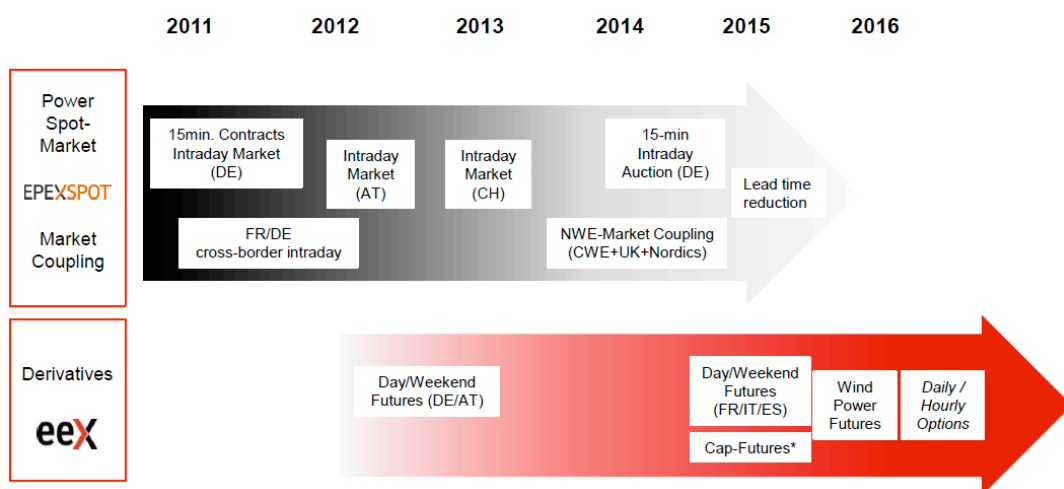 2011 2012 2013 2014 2015 2016
Power
Spot-
Market
EPEXSPOT
Market
Coupling
15min. Contracts
Intraday Market
(DE)
Intraday
Market
(AT)
Intraday
Market
(CH)
15-min
Intraday
Auction (DE)
Lead time
reduction
FR/DE
cross-border intraday
NWE-Market Coupling
(CWE+UK+Nordics)
Derivatives
eex
Day/Weekend
Futures (DE/AT)
Day/Weekend
Futures
(FR/IT/ES)
Cap-Futures*
Wind
Power
Futures
Daily /
Hourly
Options